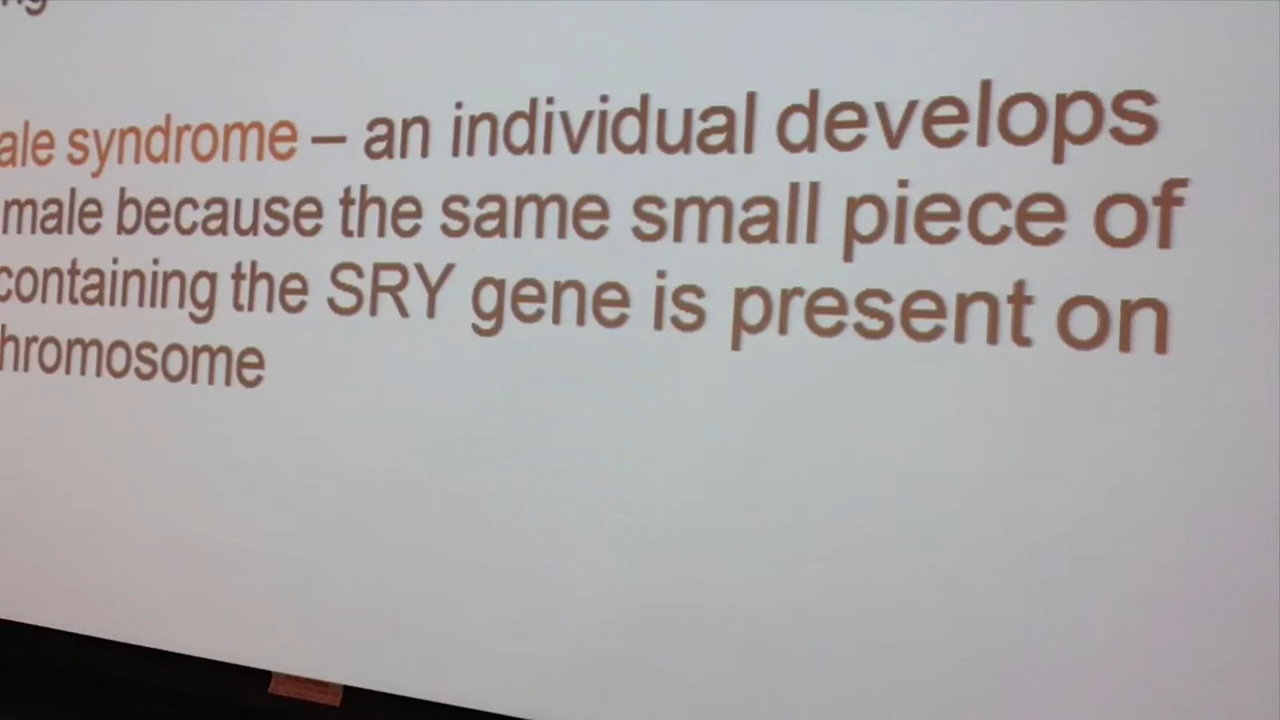 ng
ale syndrome – an individual develops
male because the same small piece of
containing the SRY gene is present on
hromosome